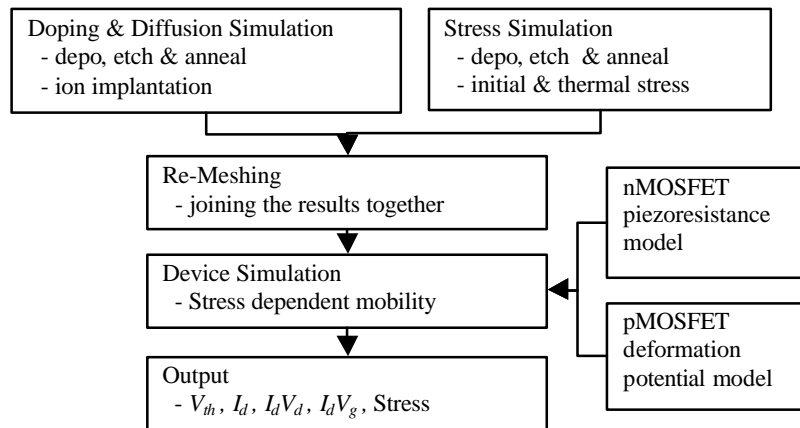 Doping & Diffusion Simulation
- depo, etch & anneal
- ion implantation
Stress Simulation
- depo, etch & anneal
- initial & thermal stress
Re-Meshing
- joining the results together
nMOSFET
piezoresistance
model
Device Simulation
- Stress dependent mobility
pMOSFET
deformation
potential model
Output
- Vth, Id, IdVd, IdVg, Stress